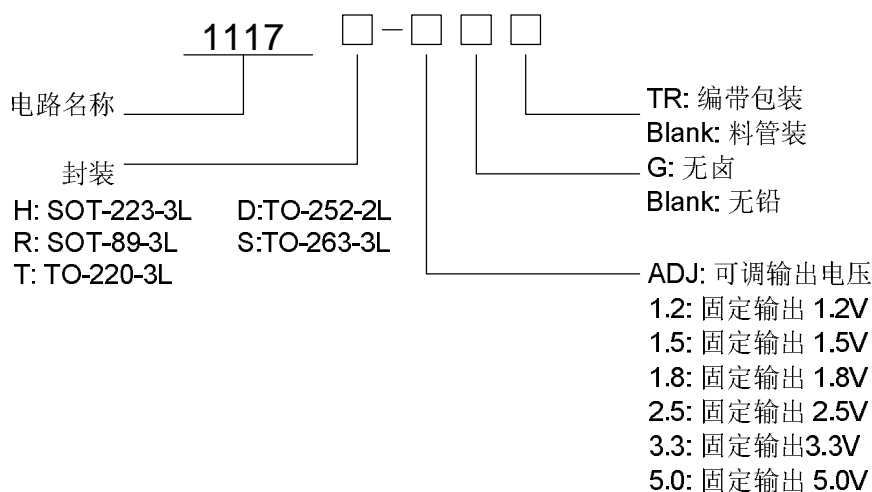 1117 □-□□□
电路名称
封装
H: SOT-223-3L D:TO-252-2L
R: SOT-89-3L S:TO-263-3L
T: TO-220-3L
TR: 编带包装
Blank: 料管装
G: 无卤
Blank: 无铅
ADJ: 可调输出电压
1.2: 固定输出 1.2V
1.5: 固定输出 1.5V
1.8: 固定输出 1.8V
2.5: 固定输出 2.5V
3.3: 固定输出3.3V
5.0: 固定输出 5.0V